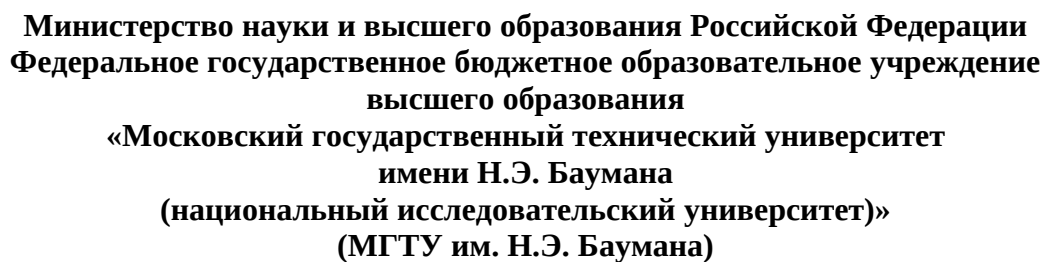 Министерство науки и высшего образования Российской Федерации
Федеральное государственное бюджетное образовательное учреждение
высшего образования
«Московский государственный технический университет
имени Н.Э. Баумана
(национальный исследовательский университет)»
(МГТУ им. Н.Э. Баумана)